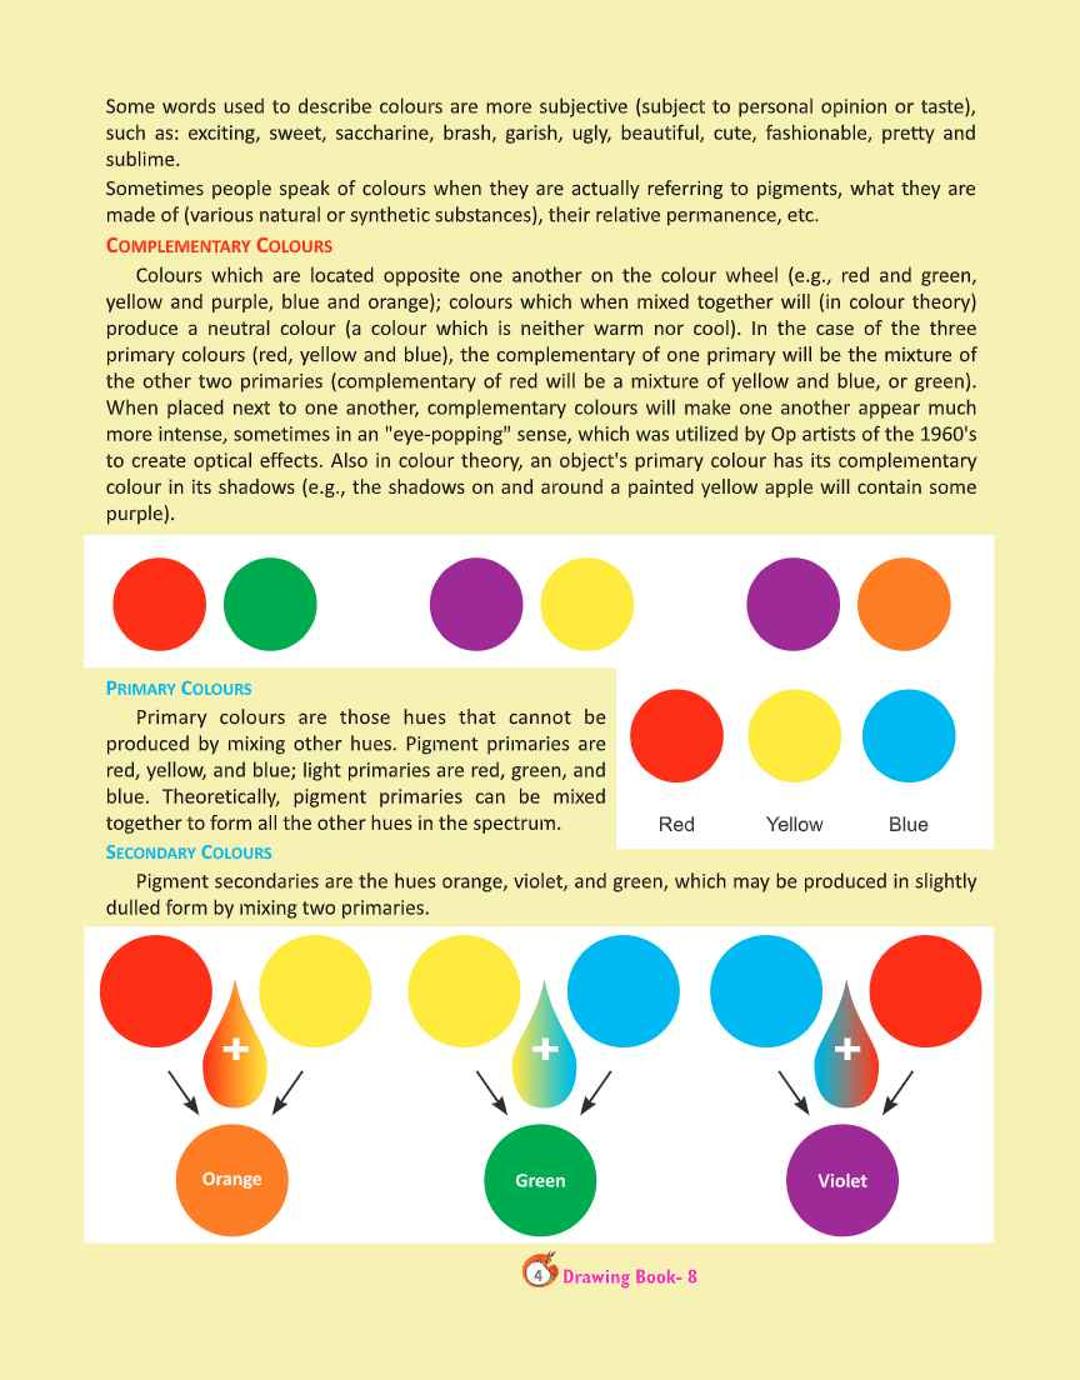 Some words used to describe colours are more subjective (subject to personal opinion or taste),
such as: exciting, sweet, saccharine, brash, garish, ugly, beautiful, cute, fashionable, pretty and
sublime.
Sometimes people speak of colours when they are actually referring to pigments, what they are
made of (various natural or synthetic substances), their relative permanence, etc.
COMPLEMENTARY COLOURS
Colours which are located opposite one another on the colour wheel (e.g., red and green,
yellow and purple, blue and orange); colours which when mixed together will (in colour theory)
produce a neutral colour (a colour which is neither warm nor cool). In the case of the three
primary colours (red, yellow and blue), the complementary of one primary will be the mixture of
the other two primaries (complementary of red will be a mixture of yellow and blue, or green).
When placed next to one another, complementary colours will make one another appear much
more intense, sometimes in an "eye-popping" sense, which was utilized by Op artists of the 1960's
to create optical effects. Also in colour theory, an object's primary colour has its complementary
colour in its shadows (e.g., the shadows on and around a painted yellow apple will contain some
purple).
PRIMARY COLOURS
Primary colours are those hues that cannot be
produced by mixing other hues. Pigment primaries are
red, yellow, and blue; light primaries are red, green, and
blue. Theoretically, pigment primaries can be mixed
together to form all the other hues in the spectrum.
Red Yellow Blue
SECONDARY COLOURS
Pigment secondaries are the hues orange, violet, and green, which may be produced in slightly
dulled form by mixing two primaries.
+ + +
Orange Green Violet
4 Drawing Book- 8